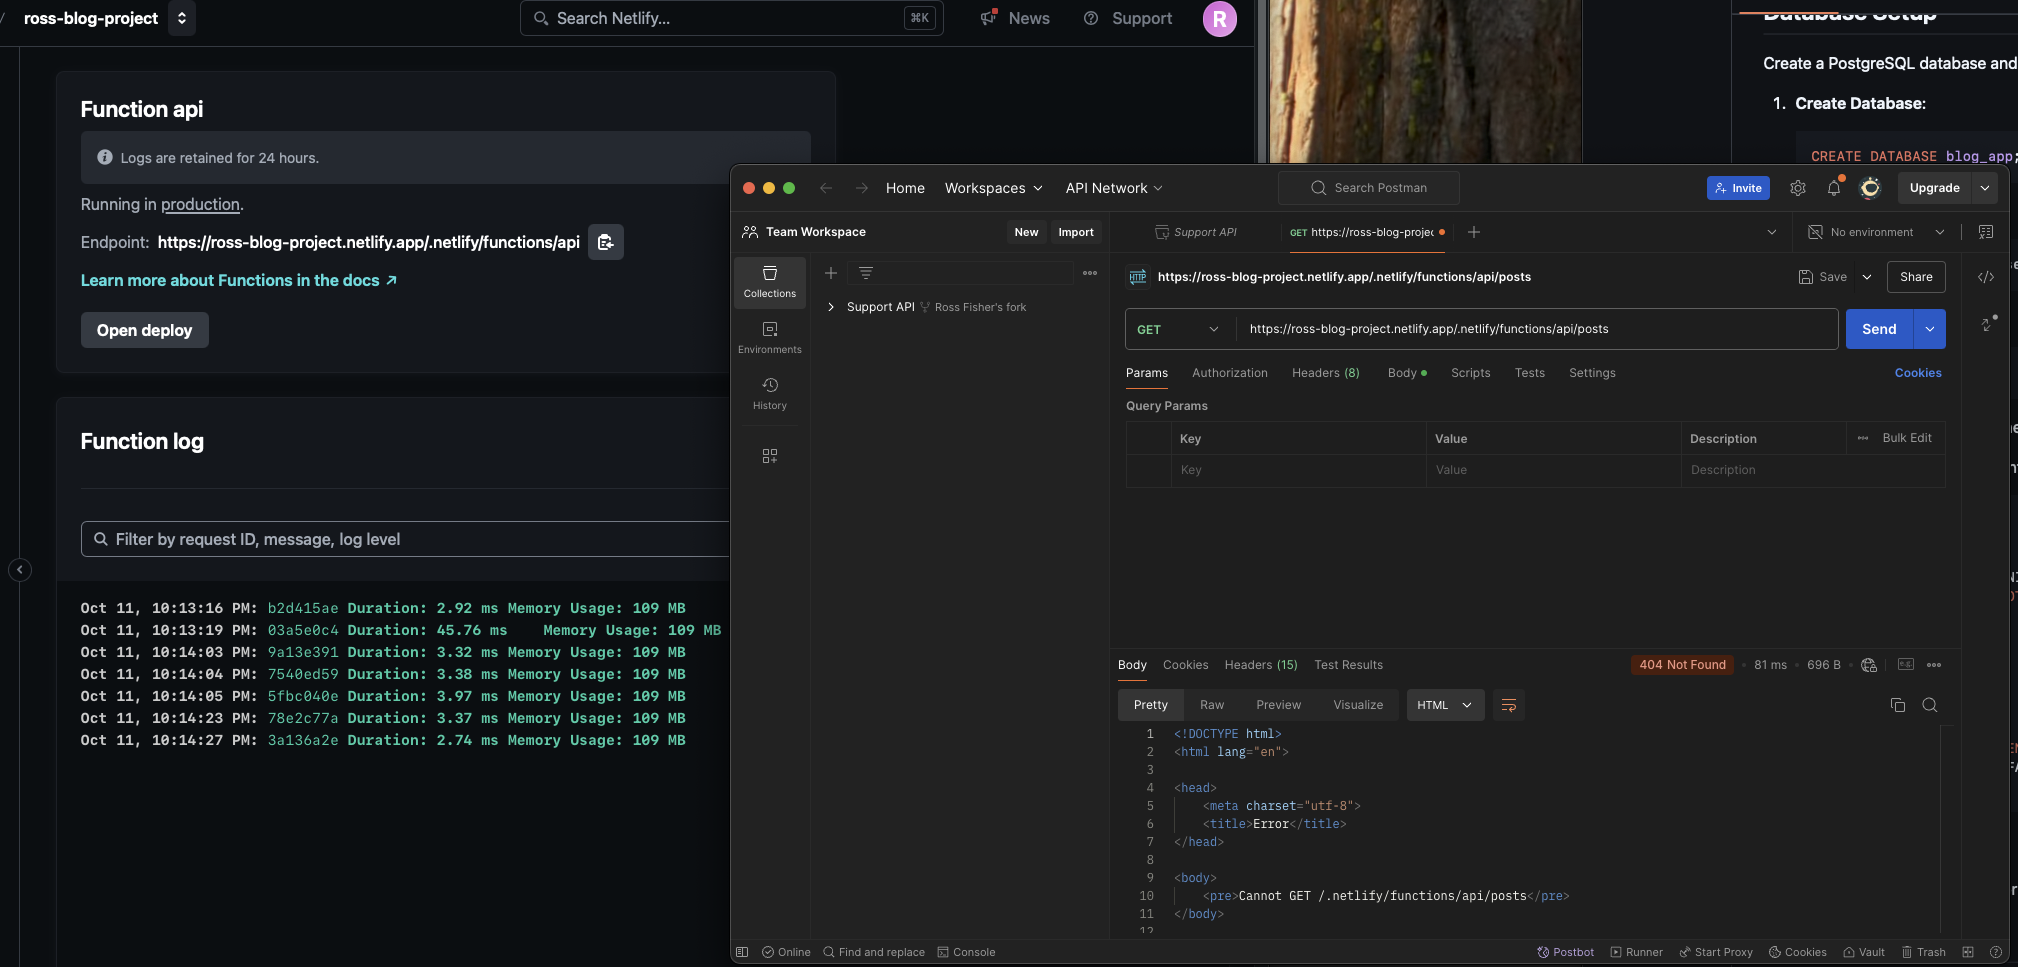 / ross-blog-project
Search Netlify... ⌘K
News
Support
R
Function api
Logs are retained for 24 hours.
Running in production.
Endpoint: https://ross-blog-project.netlify.app/.netlify/functions/api
Learn more about Functions in the docs ↗
Open deploy
Function log
Filter by request ID, message, log level
Oct 11, 10:13:16 PM: b2d415ae Duration: 2.92 ms Memory Usage: 109 MB
Oct 11, 10:13:19 PM: 03a5e0c4 Duration: 45.76 ms Memory Usage: 109 MB
Oct 11, 10:14:03 PM: 9a13e391 Duration: 3.32 ms Memory Usage: 109 MB
Oct 11, 10:14:04 PM: 7540ed59 Duration: 3.38 ms Memory Usage: 109 MB
Oct 11, 10:14:05 PM: 5fbc040e Duration: 3.97 ms Memory Usage: 109 MB
Oct 11, 10:14:23 PM: 78e2c77a Duration: 3.37 ms Memory Usage: 109 MB
Oct 11, 10:14:27 PM: 3a136a2e Duration: 2.74 ms Memory Usage: 109 MB
Database Setup
Create a PostgreSQL database and
1. Create Database:
CREATE DATABASE blog_app;
Home Workspaces API Network
Search Postman
Invite
Upgrade
Team Workspace
New Import
Support API
GET https://ross-blog-projec
No environment
Collections
Environments
History
Support API Ross Fisher's fork
HTTP https://ross-blog-project.netlify.app/.netlify/functions/api/posts
Save
Share
GET https://ross-blog-project.netlify.app/.netlify/functions/api/posts
Send
Params Authorization Headers (8) Body Scripts Tests Settings
Cookies
Query Params
Key Value Description Bulk Edit
Key Value Description
Body Cookies Headers (15) Test Results
404 Not Found 81 ms 696 B
Pretty Raw Preview Visualize HTML
1 <!DOCTYPE html>
2 <html lang="en">
3
4 <head>
5 <meta charset="utf-8">
6 <title>Error</title>
7 </head>
8
9 <body>
10 <pre>Cannot GET /.netlify/functions/api/posts</pre>
11 </body>
12
Online Find and replace Console
Postbot Runner Start Proxy Cookies Vault Trash